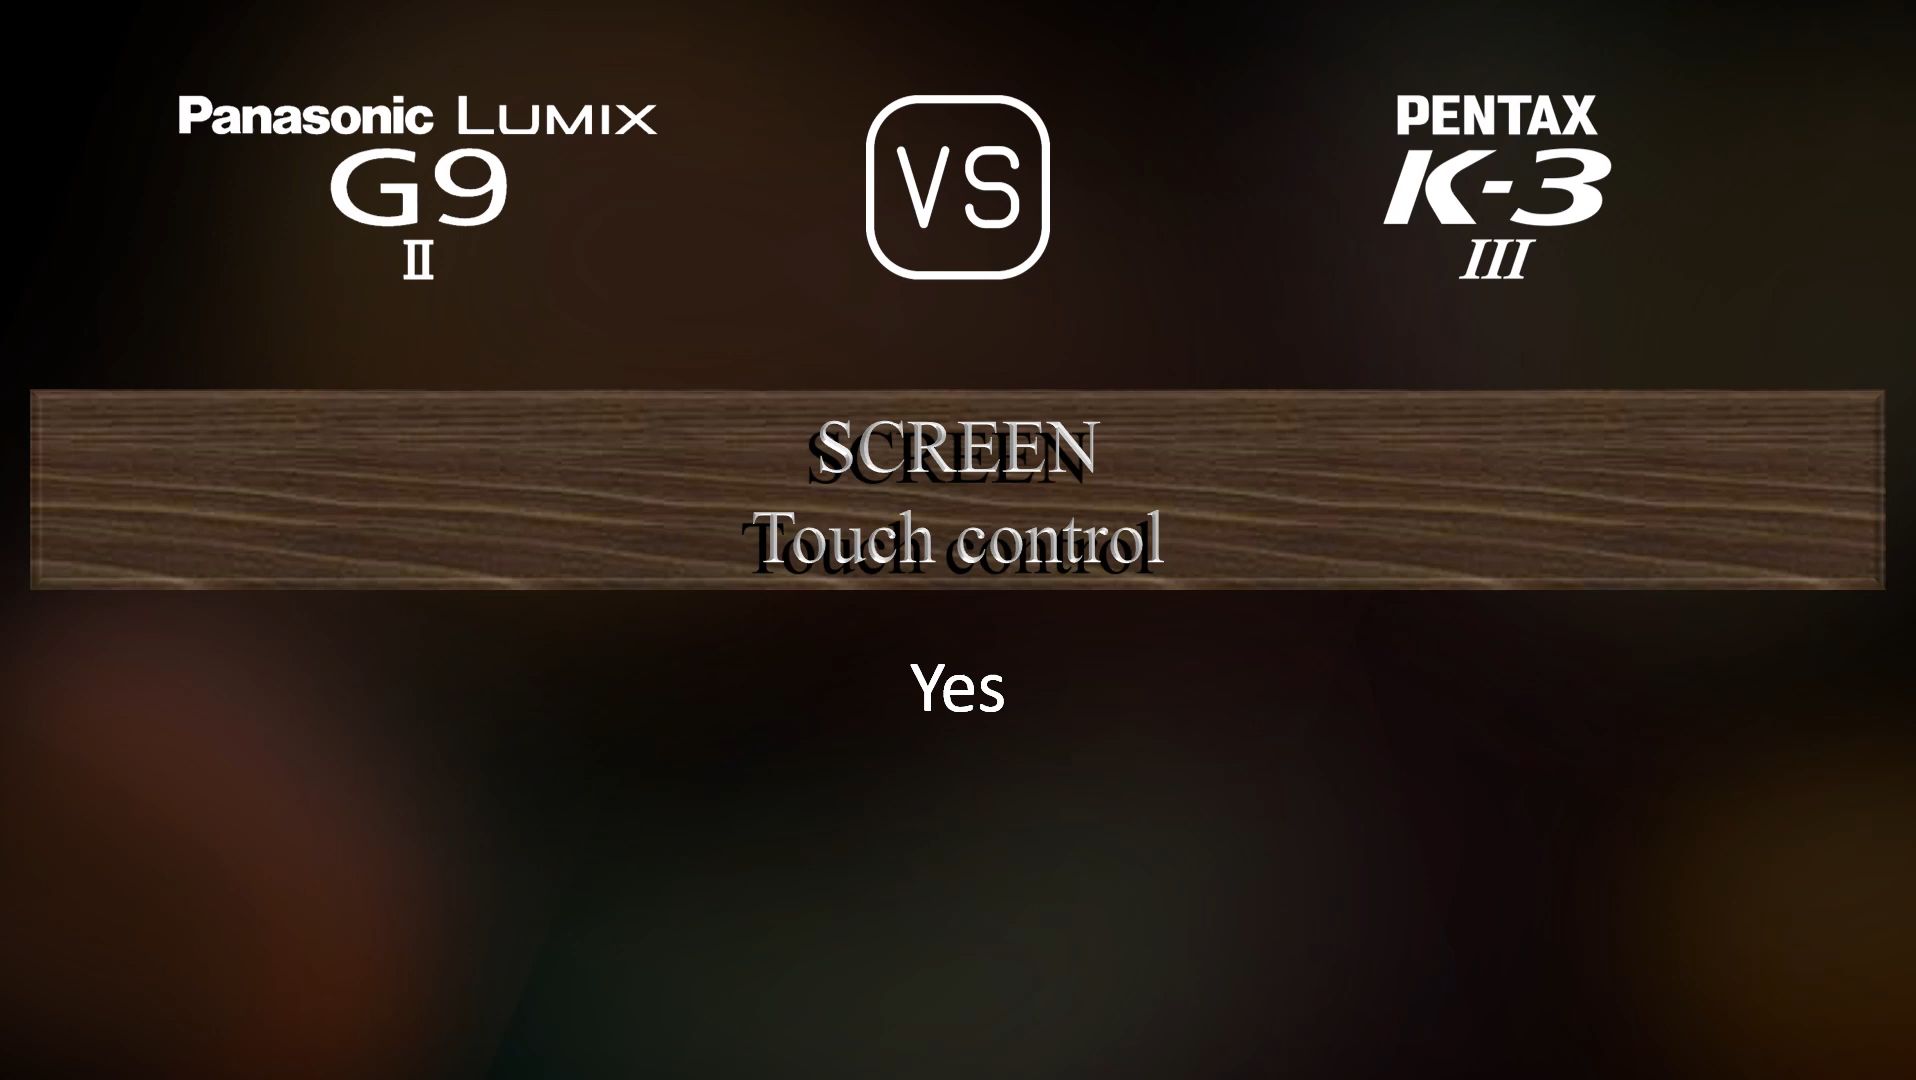 Panasonic LUMIX
G9
II
VS
PENTAX
K-3
III
SCREEN
Touch control
Yes